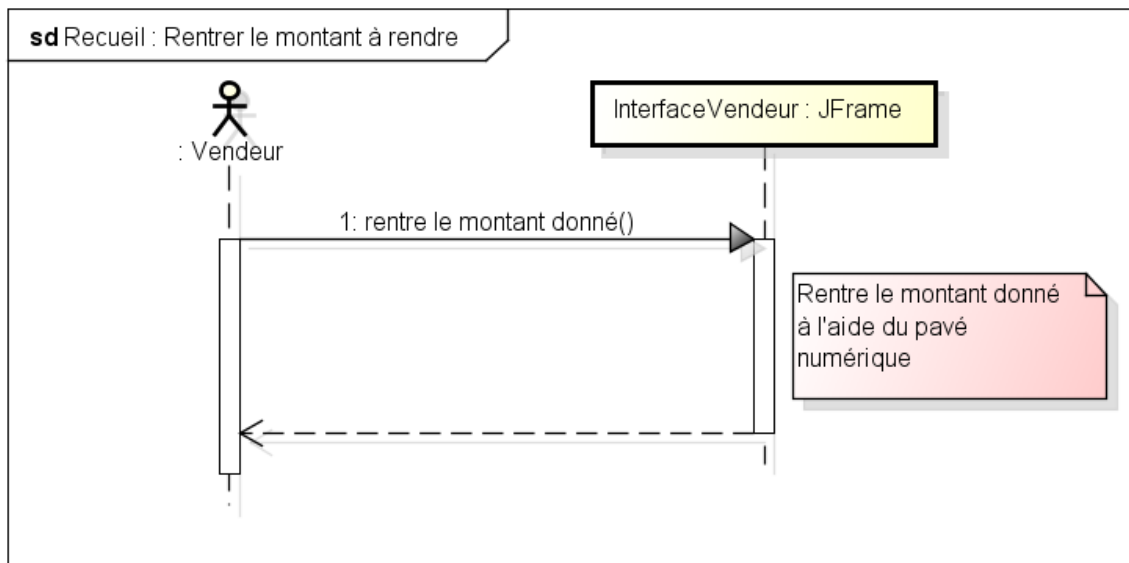 sd Recueil : Rentrer le montant à rendre
: Vendeur
InterfaceVendeur : JFrame
1: rentre le montant donné()
Rentre le montant donné
à l'aide du pavé
numérique